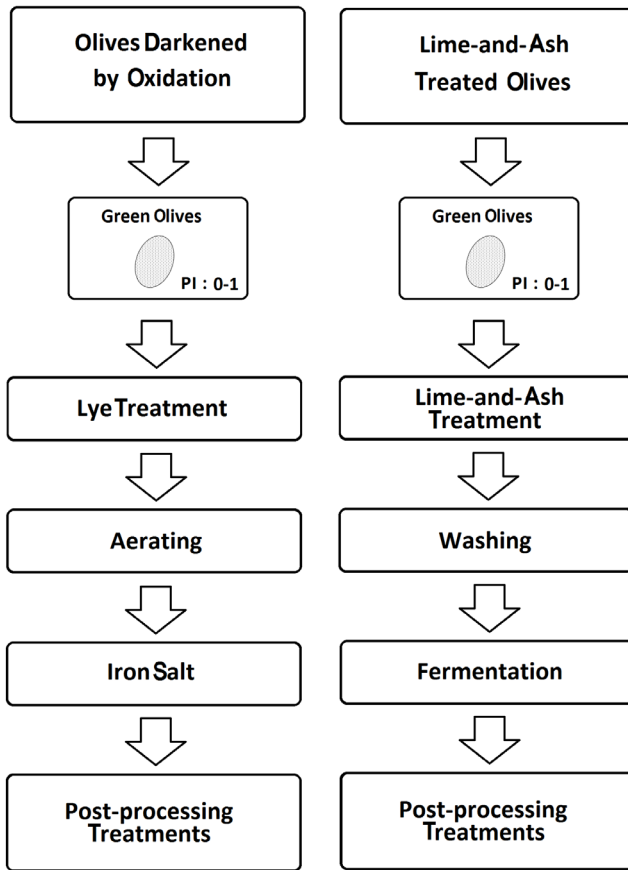 Olives Darkened
by Oxidation
Green Olives
PI : 0-1
Lye Treatment
Aerating
Iron Salt
Post-processing
Treatments
Lime-and-Ash
Treated Olives
Green Olives
PI : 0-1
Lime-and-Ash
Treatment
Washing
Fermentation
Post-processing
Treatments